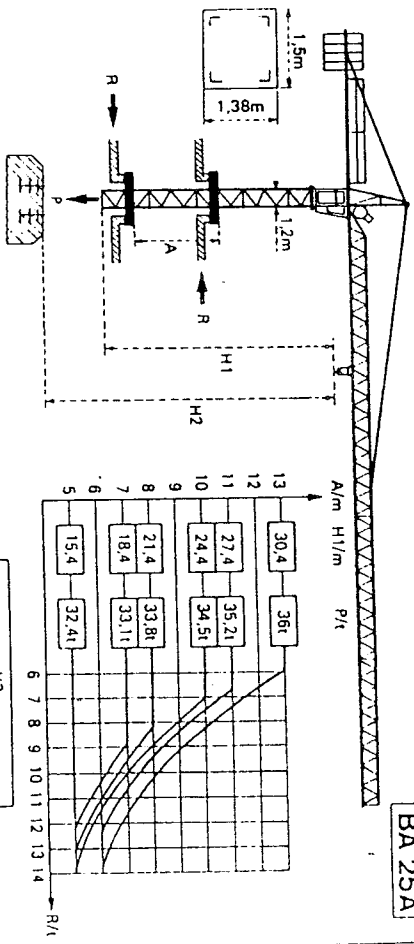 BA 25A
1,5m
1,38m
1,2m
R
R
A
P
H1
H2
A/m H1/m P/t
13 30,4 36t
12
11 27,4 35,2t
10 24,4 34,5t
9
8 21,4 33,8t
7 18,4 33,1t
6
5 15,4 32,4t
6 7 8 9 10 11 12 13 14 R/t